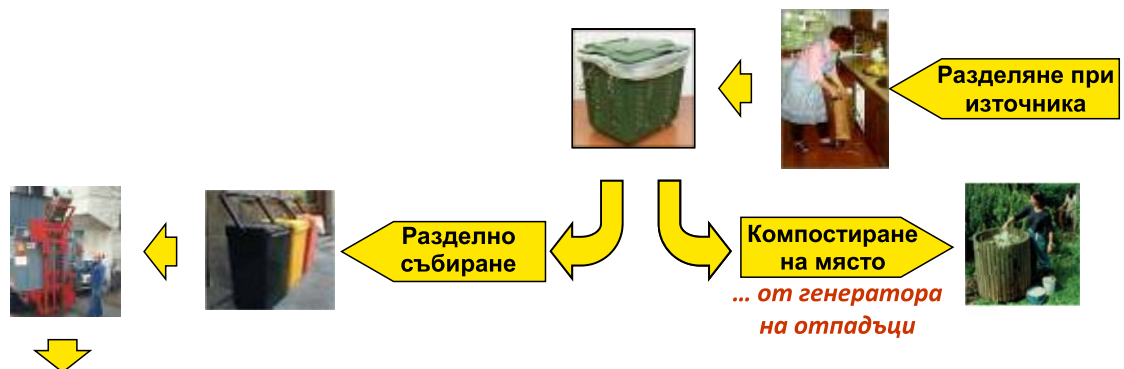 Разделяне при
източника
Разделно
събиране
Компостиране
на място
... от генератора
на отпадъци